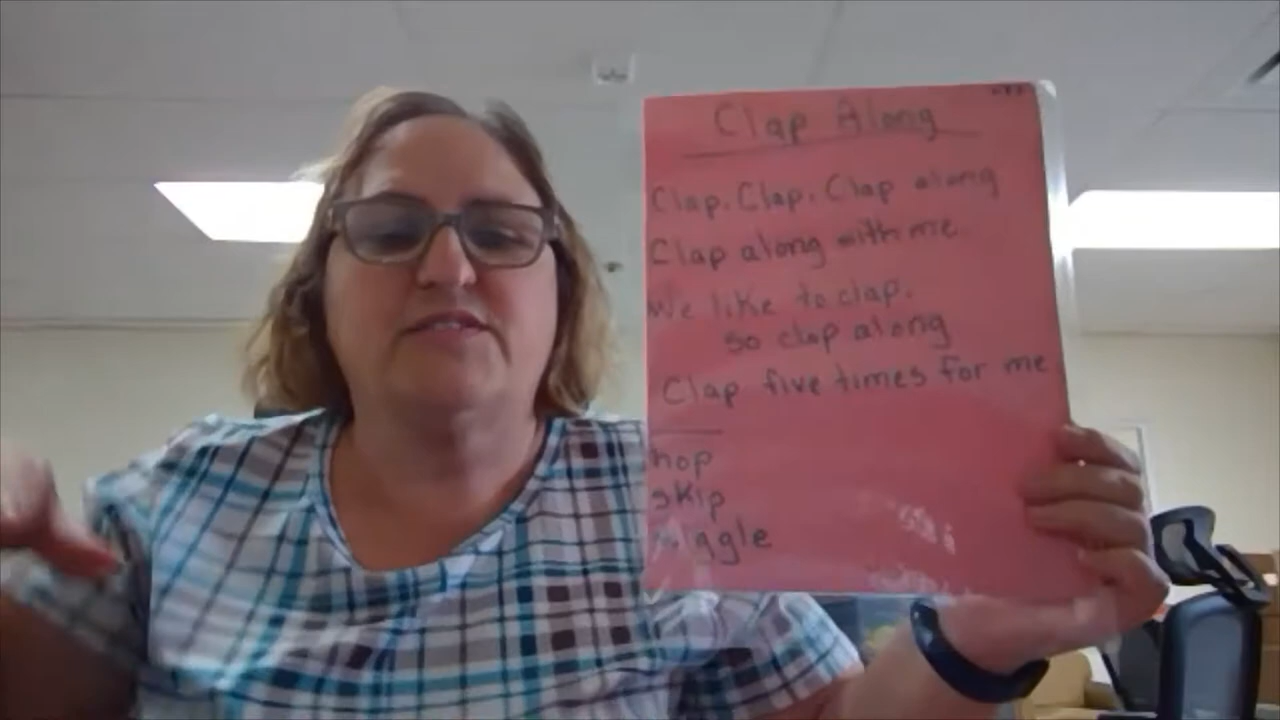 Clap Along
Clap. Clap. Clap along
Clap along with me.
We like to clap.
so clap along
Clap five times for me
hop
skip
wiggle